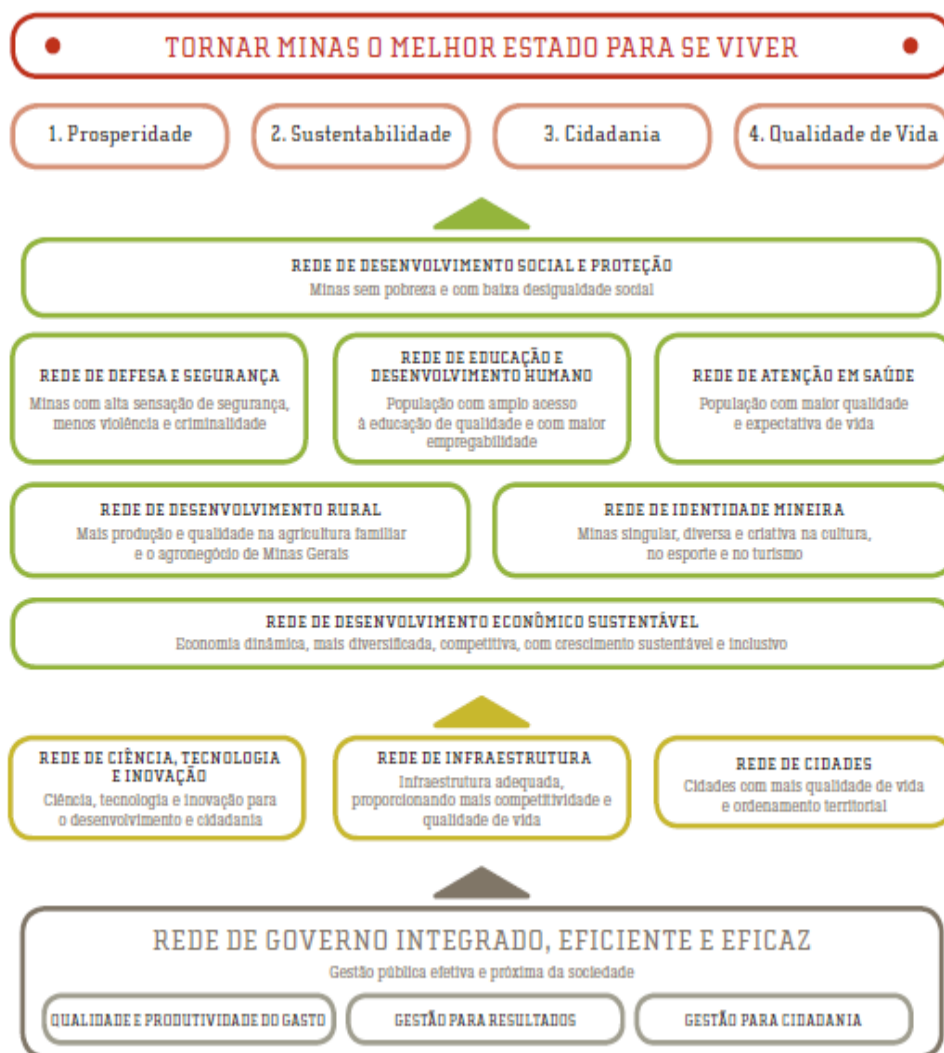 TORNAR MINAS O MELHOR ESTADO PARA SE VIVER
1. Prosperidade
2. Sustentabilidade
3. Cidadania
4. Qualidade de Vida
REDE DE DESENVOLVIMENTO SOCIAL E PROTEÇÃO
Minas sem pobreza e com baixa desigualdade social
REDE DE DEFESA E SEGURANÇA
Minas com alta sensação de segurança,
menos violência e criminalidade
REDE DE EDUCAÇÃO E
DESENVOLVIMENTO HUMANO
População com amplo acesso
à educação de qualidade e com maior
empregabilidade
REDE DE ATENÇÃO EM SAÚDE
População com maior qualidade
e expectativa de vida
REDE DE DESENVOLVIMENTO RURAL
Mais produção e qualidade na agricultura familiar
e o agronegócio de Minas Gerais
REDE DE IDENTIDADE MINEIRA
Minas singular, diversa e criativa na cultura,
no esporte e no turismo
REDE DE DESENVOLVIMENTO ECONÔMICO SUSTENTÁVEL
Economia dinâmica, mais diversificada, competitiva, com crescimento sustentável e inclusivo
REDE DE CIÊNCIA, TECNOLOGIA
E INOVAÇÃO
Ciência, tecnologia e inovação para
o desenvolvimento e cidadania
REDE DE INFRAESTRUTURA
Infraestrutura adequada,
proporcionando mais competitividade e
qualidade de vida
REDE DE CIDADES
Cidades com mais qualidade de vida
e ordenamento territorial
REDE DE GOVERNO INTEGRADO, EFICIENTE E EFICAZ
Gestão pública efetiva e próxima da sociedade
QUALIDADE E PRODUTIVIDADE DO GASTO
GESTÃO PARA RESULTADOS
GESTÃO PARA CIDADANIA